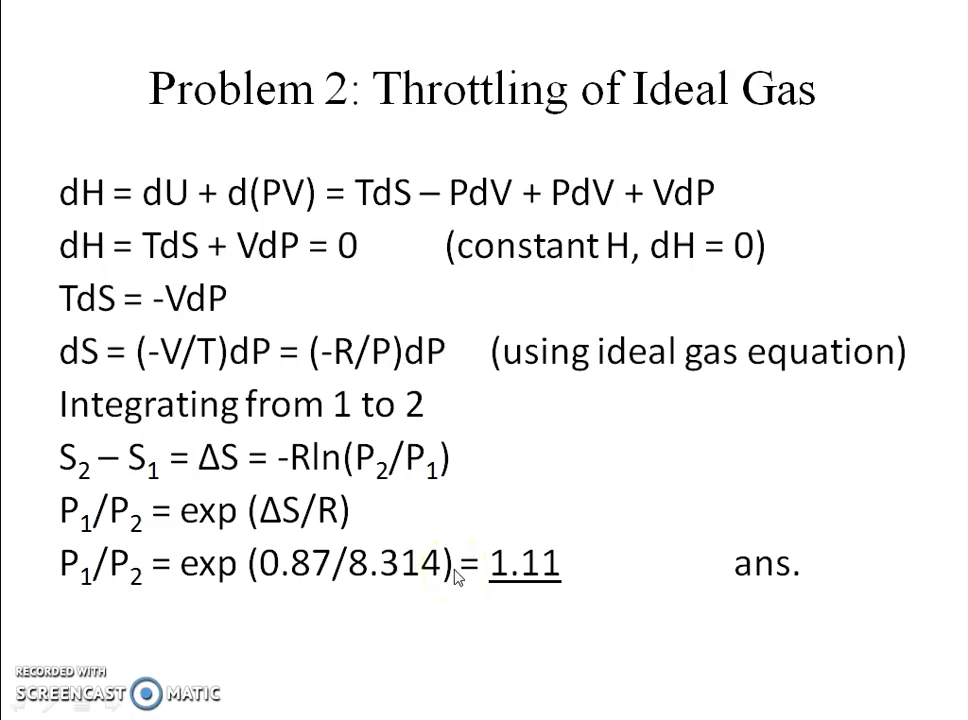 Problem 2: Throttling of Ideal Gas
dH = dU + d(PV) = TdS – PdV + PdV + VdP
dH = TdS + VdP = 0 (constant H, dH = 0)
TdS = -VdP
dS = (-V/T)dP = (-R/P)dP (using ideal gas equation)
Integrating from 1 to 2
S₂ – S₁ = ΔS = -Rln(P₂/P₁)
P₁/P₂ = exp (ΔS/R)
P₁/P₂ = exp (0.87/8.314) = 1.11 ans.
RECORDED WITH
SCREENCAST MATIC